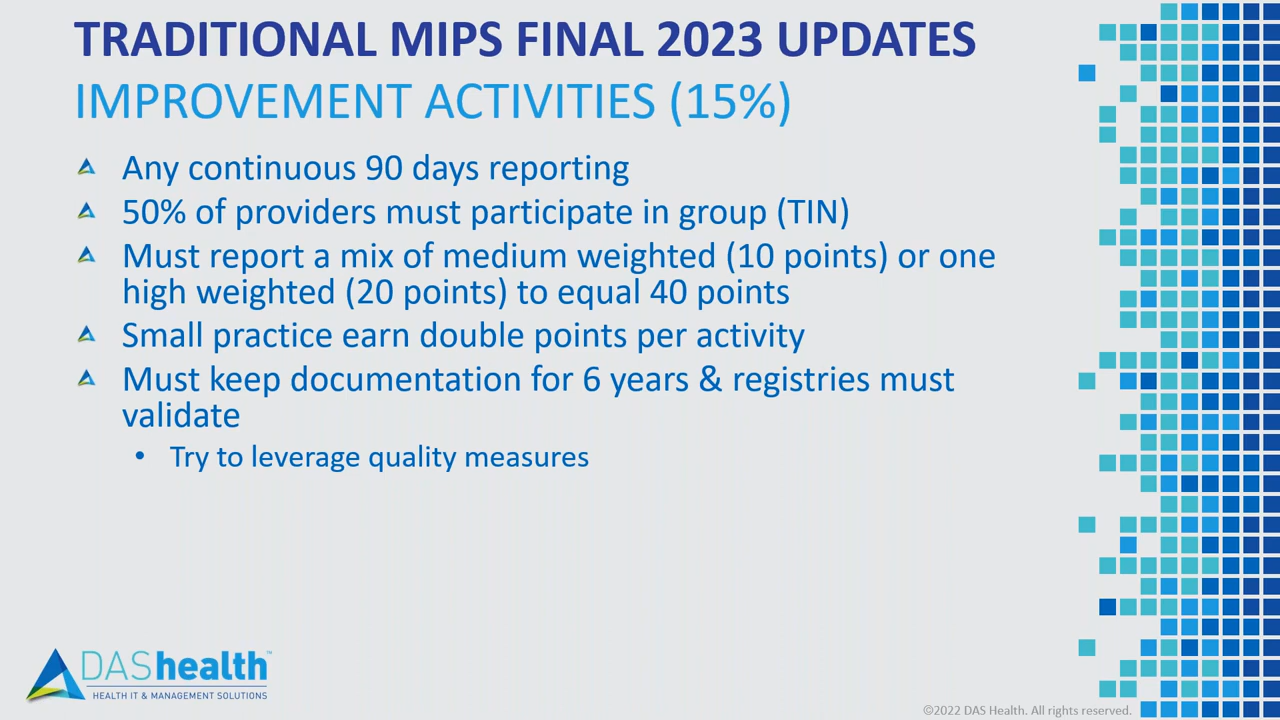 TRADITIONAL MIPS FINAL 2023 UPDATES
IMPROVEMENT ACTIVITIES (15%)
Any continuous 90 days reporting
50% of providers must participate in group (TIN)
Must report a mix of medium weighted (10 points) or one
high weighted (20 points) to equal 40 points
Small practice earn double points per activity
Must keep documentation for 6 years & registries must
validate
• Try to leverage quality measures
DAShealth™
HEALTH IT & MANAGEMENT SOLUTIONS
©2022 DAS Health. All rights reserved.